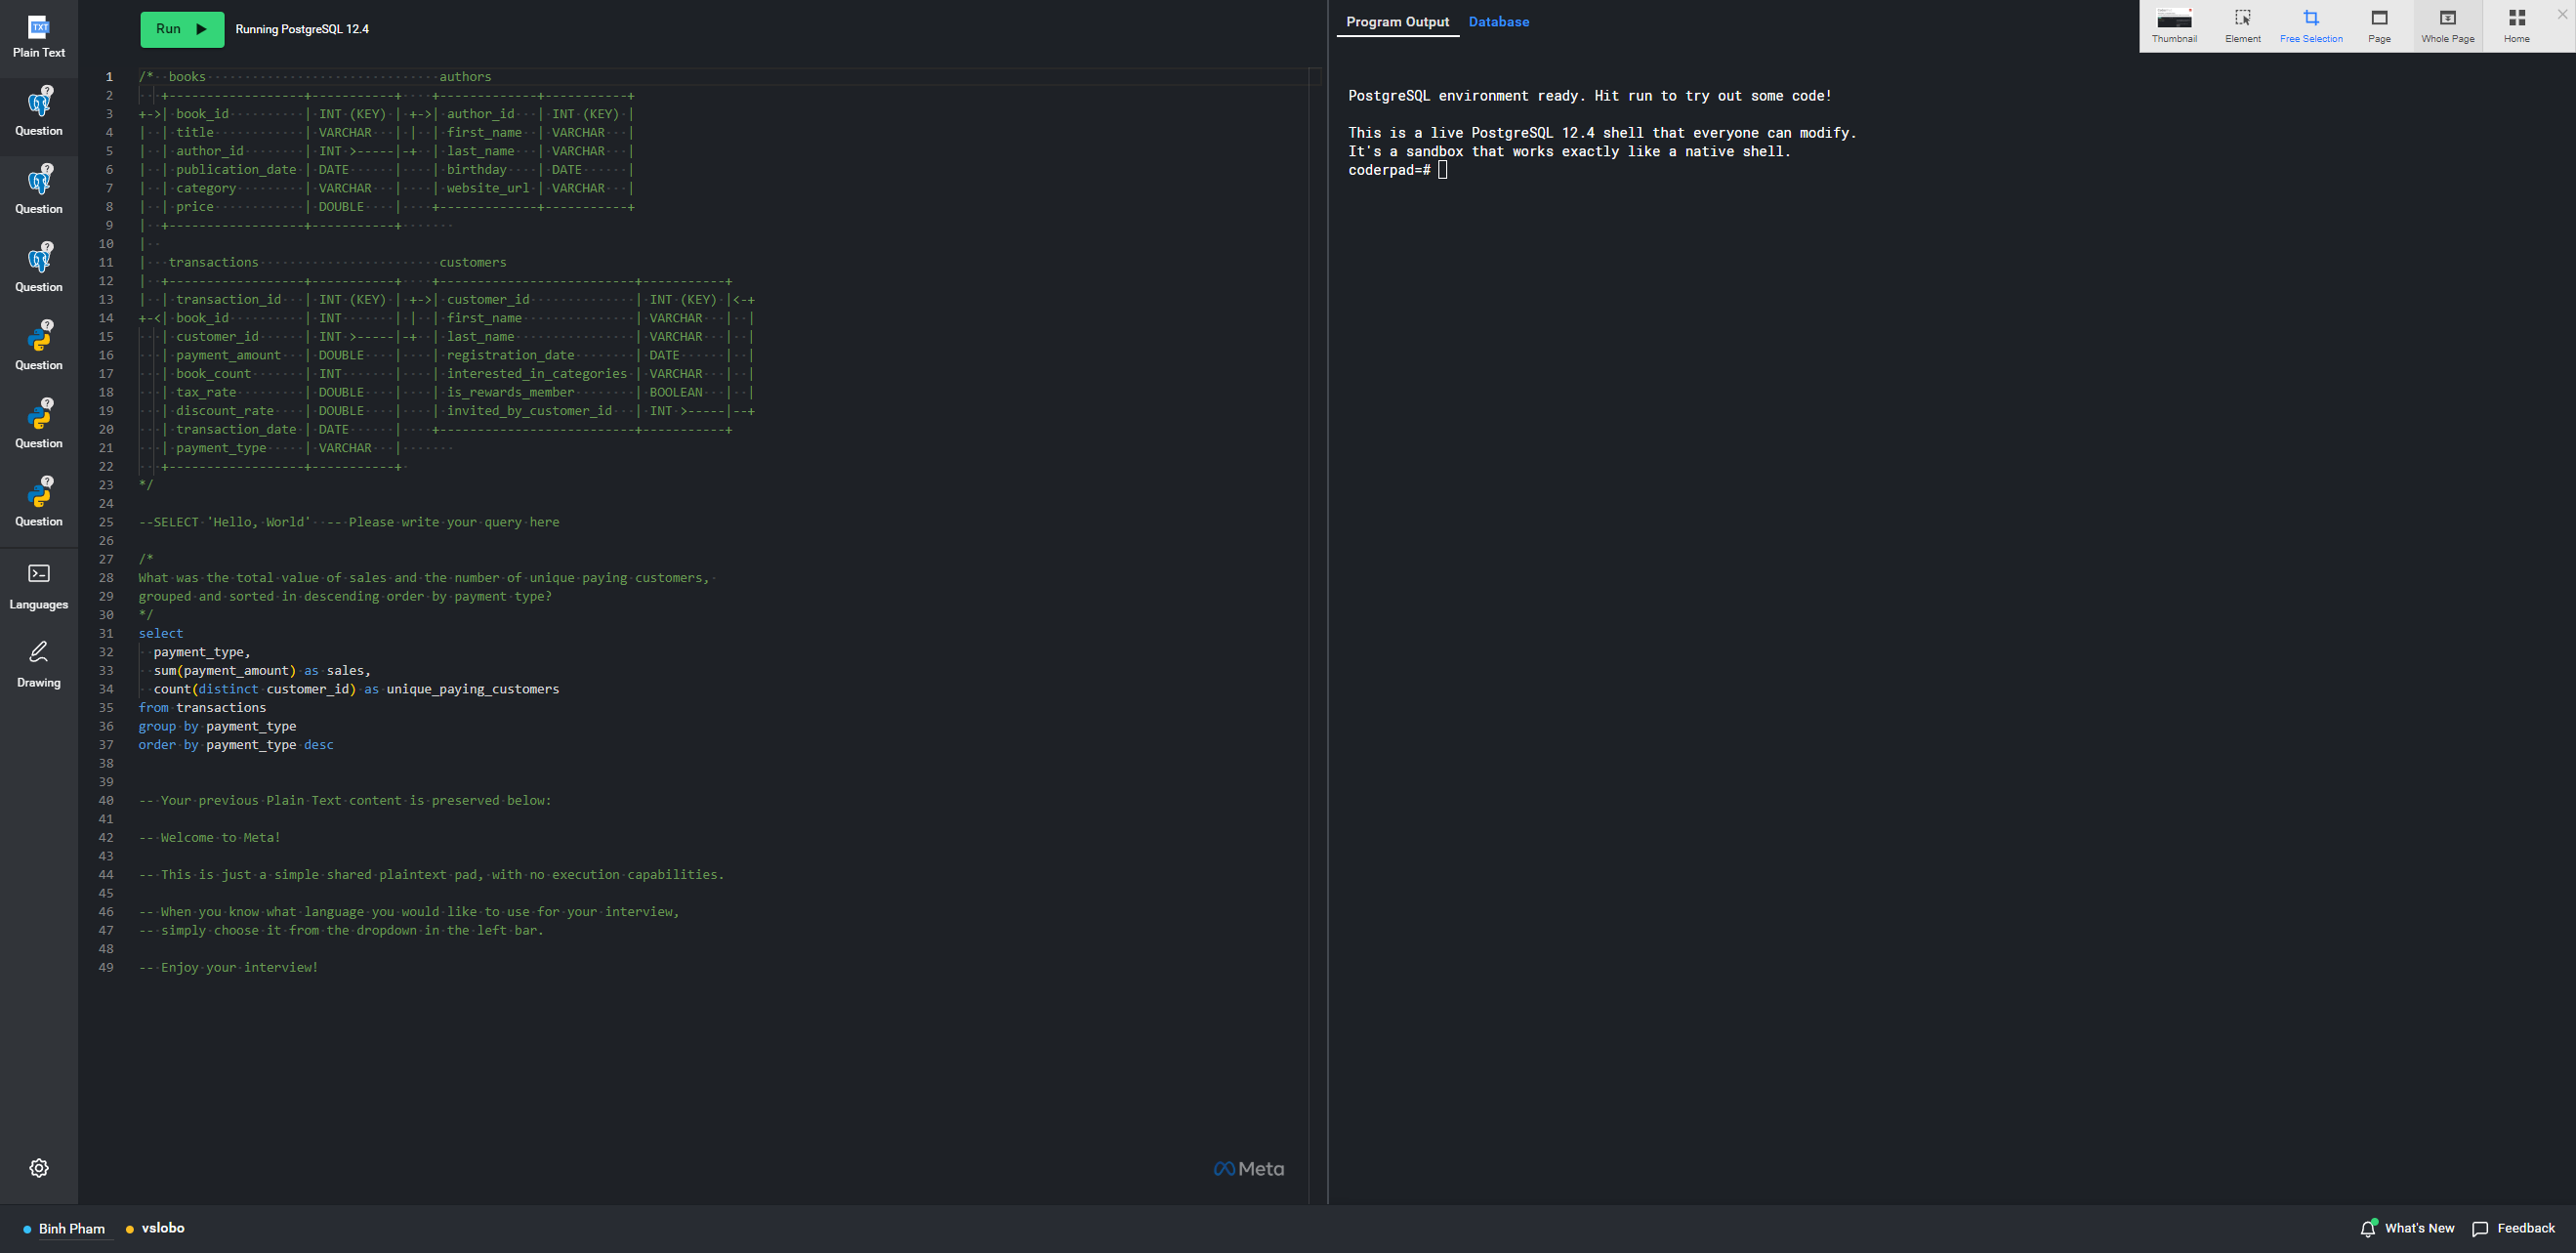 TXT
Plain Text
Question
Question
Question
Question
Question
Question
Languages
Drawing
Run
Running PostgreSQL 12.4
1 /* books authors
2 +------------------+-----------+ +-------------+-----------+
3 +->| book_id | INT (KEY) | +->| author_id | INT (KEY) |
4 | | title | VARCHAR | | | first_name | VARCHAR |
5 | | author_id | INT >-----|-+ | last_name | VARCHAR |
6 | | publication_date | DATE | | birthday | DATE |
7 | | category | VARCHAR | | website_url | VARCHAR |
8 | | price | DOUBLE | +-------------+-----------+
9 | +------------------+-----------+
10 |
11 | transactions customers
12 | +------------------+-----------+ +--------------------------+-----------+
13 | | transaction_id | INT (KEY) | +->| customer_id | INT (KEY) |<-+
14 +-<| book_id | INT | | | first_name | VARCHAR | |
15 | customer_id | INT >-----|-+ | last_name | VARCHAR | |
16 | payment_amount | DOUBLE | | registration_date | DATE | |
17 | book_count | INT | | interested_in_categories | VARCHAR | |
18 | tax_rate | DOUBLE | | is_rewards_member | BOOLEAN | |
19 | discount_rate | DOUBLE | | invited_by_customer_id | INT >-----|--+
20 | transaction_date | DATE | +--------------------------+-----------+
21 | payment_type | VARCHAR |
22 +------------------+-----------+
23 */
24
25 --SELECT 'Hello, World' -- Please write your query here
26
27 /*
28 What was the total value of sales and the number of unique paying customers,
29 grouped and sorted in descending order by payment type?
30 */
31 select
32 payment_type,
33 sum(payment_amount) as sales,
34 count(distinct customer_id) as unique_paying_customers
35 from transactions
36 group by payment_type
37 order by payment_type desc
38
39
40 -- Your previous Plain Text content is preserved below:
41
42 -- Welcome to Meta!
43
44 -- This is just a simple shared plaintext pad, with no execution capabilities.
45
46 -- When you know what language you would like to use for your interview,
47 -- simply choose it from the dropdown in the left bar.
48
49 -- Enjoy your interview!
Meta
Program Output Database
PostgreSQL environment ready. Hit run to try out some code!
This is a live PostgreSQL 12.4 shell that everyone can modify.
It's a sandbox that works exactly like a native shell.
coderpad=#
Thumbnail Element Free Selection Page Whole Page Home
Binh Pham vslobo
What's New Feedback